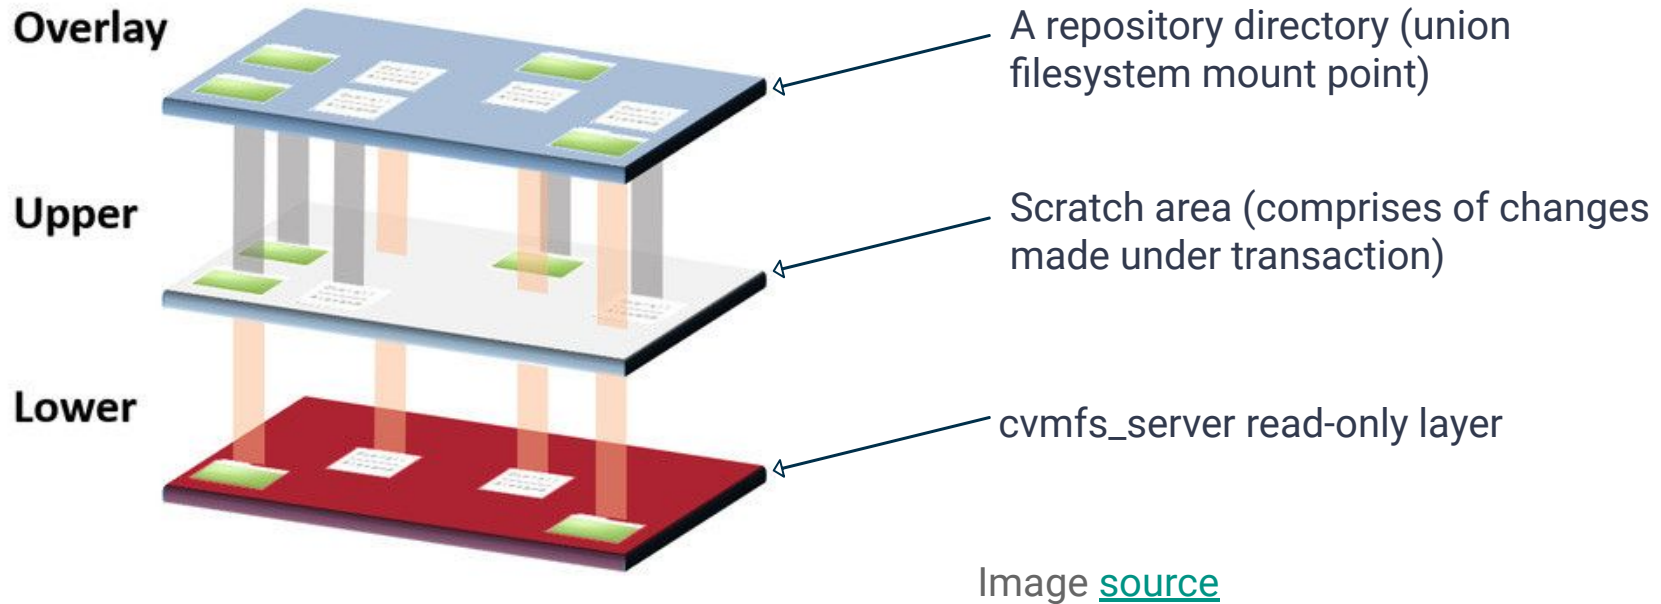 Overlay
A repository directory (union
filesystem mount point)
Upper
Scratch area (comprises of changes
made under transaction)
Lower
cvmfs_server read-only layer
Image source